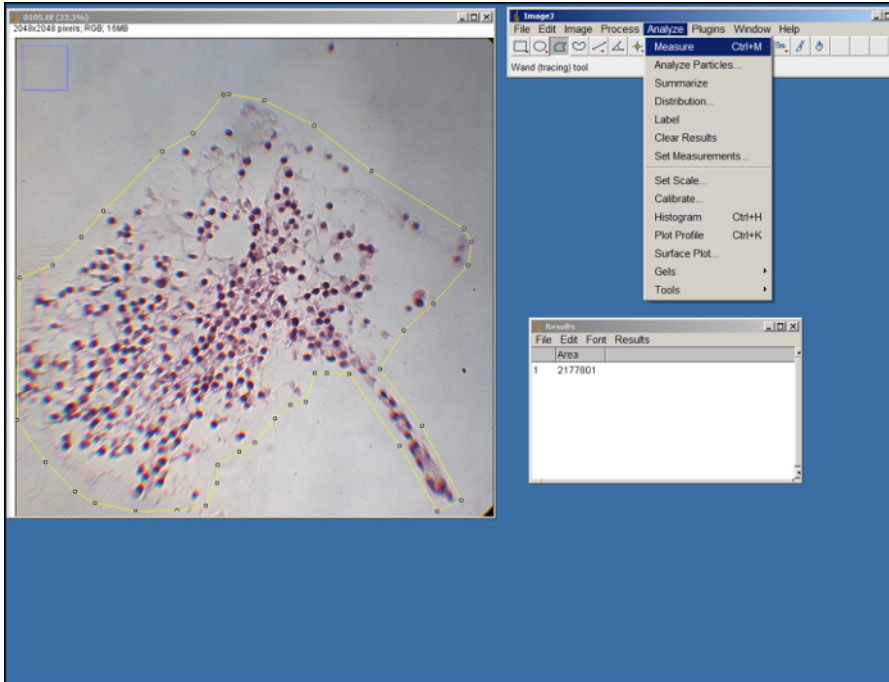 0105.tif (33.3%)
2048x2048 pixels; RGB; 16MB
ImageJ
File Edit Image Process Analyze Plugins Window Help
Wand (tracing) tool
Measure Ctrl+M
Analyze Particles...
Summarize
Distribution...
Label
Clear Results
Set Measurements...
Set Scale...
Calibrate...
Histogram Ctrl+H
Plot Profile Ctrl+K
Surface Plot...
Gels
Tools
Results
File Edit Font Results
Area
1 2177801